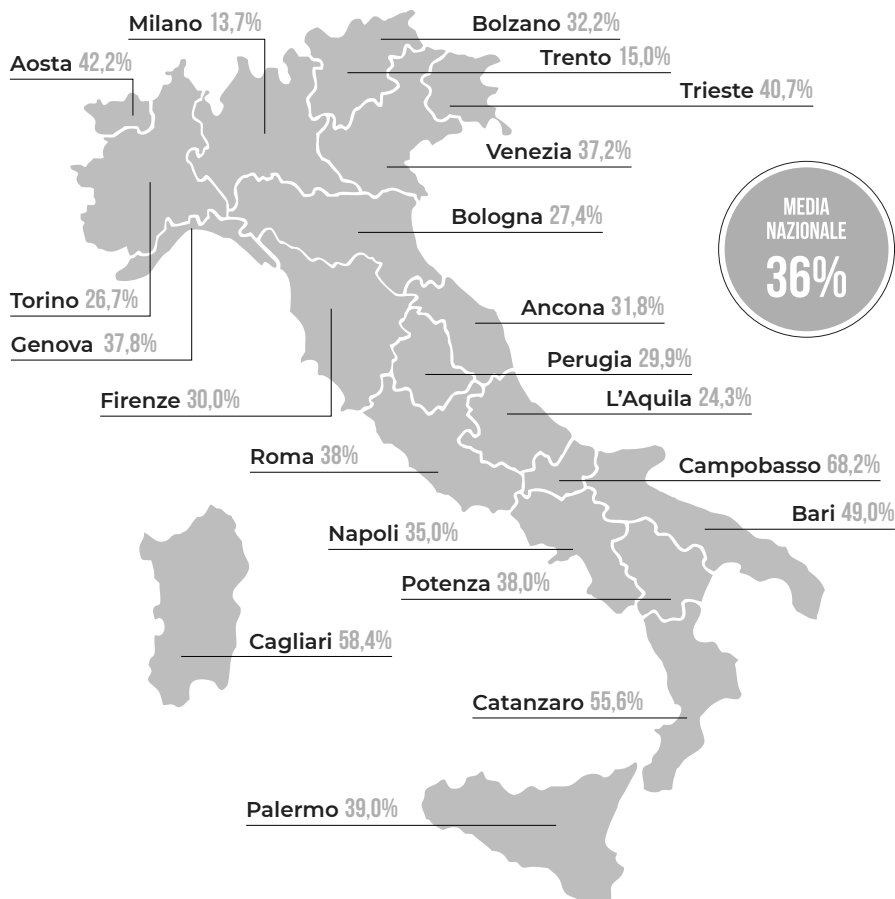 Milano 13,7%
Bolzano 32,2%
Aosta 42,2%
Trento 15,0%
Trieste 40,7%
Venezia 37,2%
MEDIA
NAZIONALE
36%
Bologna 27,4%
Torino 26,7%
Ancona 31,8%
Genova 37,8%
Perugia 29,9%
Firenze 30,0%
L'Aquila 24,3%
Roma 38%
Campobasso 68,2%
Bari 49,0%
Napoli 35,0%
Potenza 38,0%
Cagliari 58,4%
Catanzaro 55,6%
Palermo 39,0%